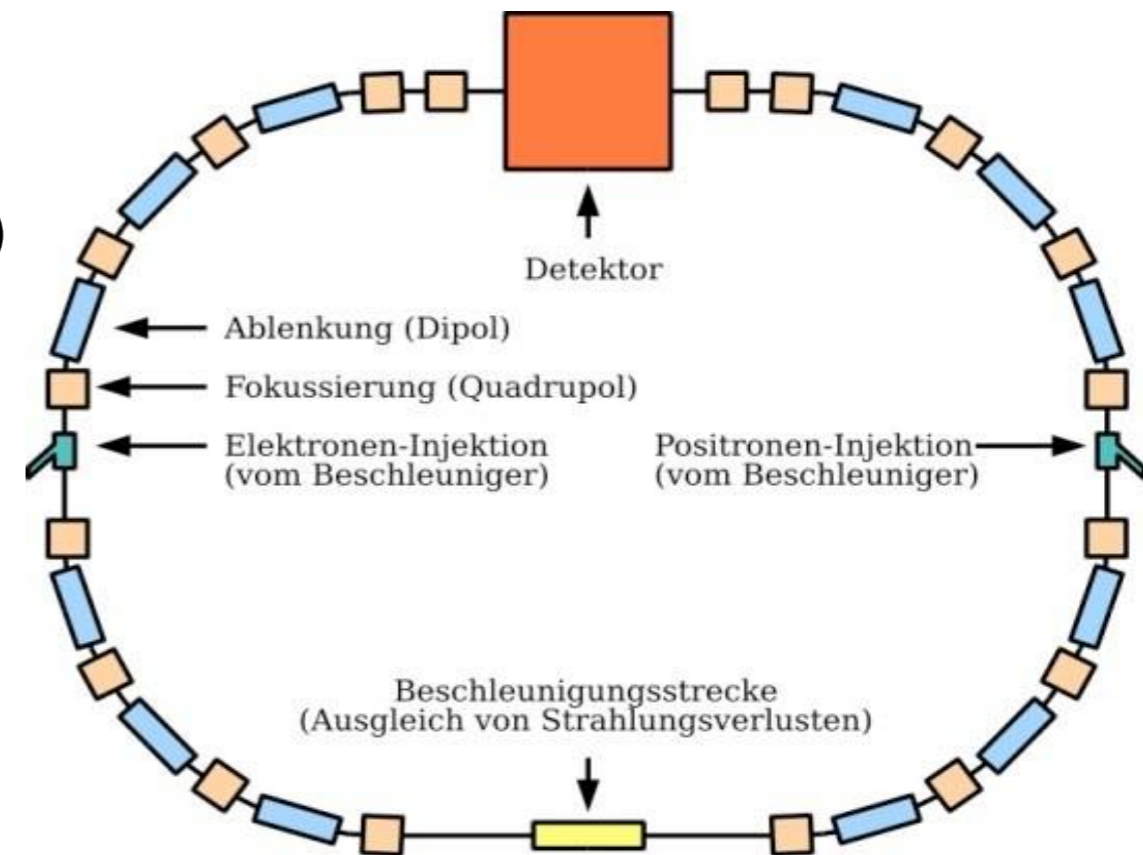 )
Detektor
Ablenkung (Dipol)
Fokussierung (Quadrupol)
Elektronen-Injektion
(vom Beschleuniger)
Positronen-Injektion
(vom Beschleuniger)
Beschleunigungsstrecke
(Ausgleich von Strahlungsverlusten)